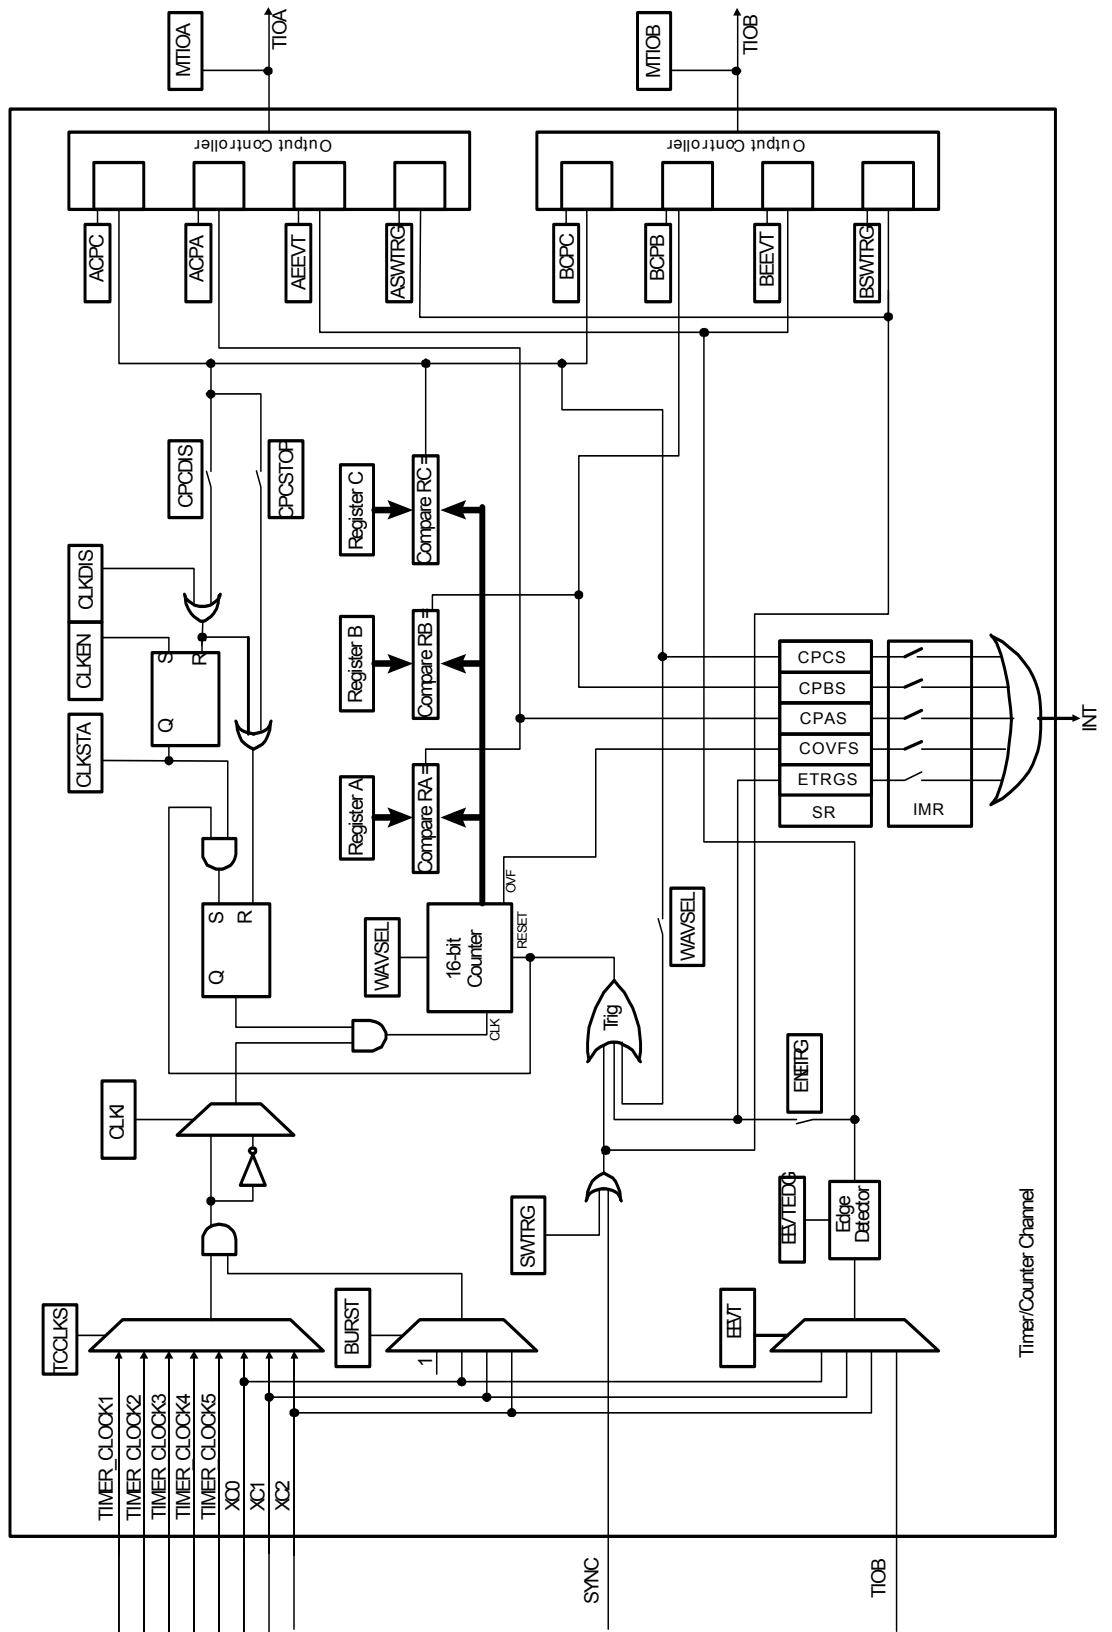 MTIOA
TIOA
MTIOB
TIOB
Output Controller
ACPC
ACPA
AEEVT
ASWTRG
Output Controller
BCPC
BCPB
BEEVT
BSWTRG
CPCDIS
CPCSTOP
CLKDIS
CLKEN
CLKSTA
S
R
Q
S
R
Q
Register C
Compare RC =
Register B
Compare RB =
Register A
Compare RA =
WAVSEL
16-bit
Counter
OVF
RESET
CLK
CPCS
CPBS
CPAS
COVFS
ETRGS
SR
IMR
INT
WAVSEL
Trig
ENETRG
CLKI
SWTRG
EEVTEDG
Edge
Detector
TCCLKS
BURST
1
EEVT
TIMER_CLOCK1
TIMER_CLOCK2
TIMER_CLOCK3
TIMER_CLOCK4
TIMER_CLOCK5
XC0
XC1
XC2
SYNC
TIOB
Timer/Counter Channel